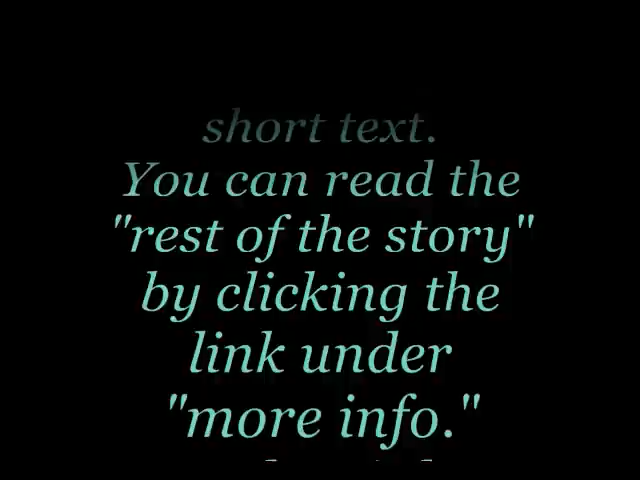 short text.
You can read the
"rest of the story"
by clicking the
link under
"more info."